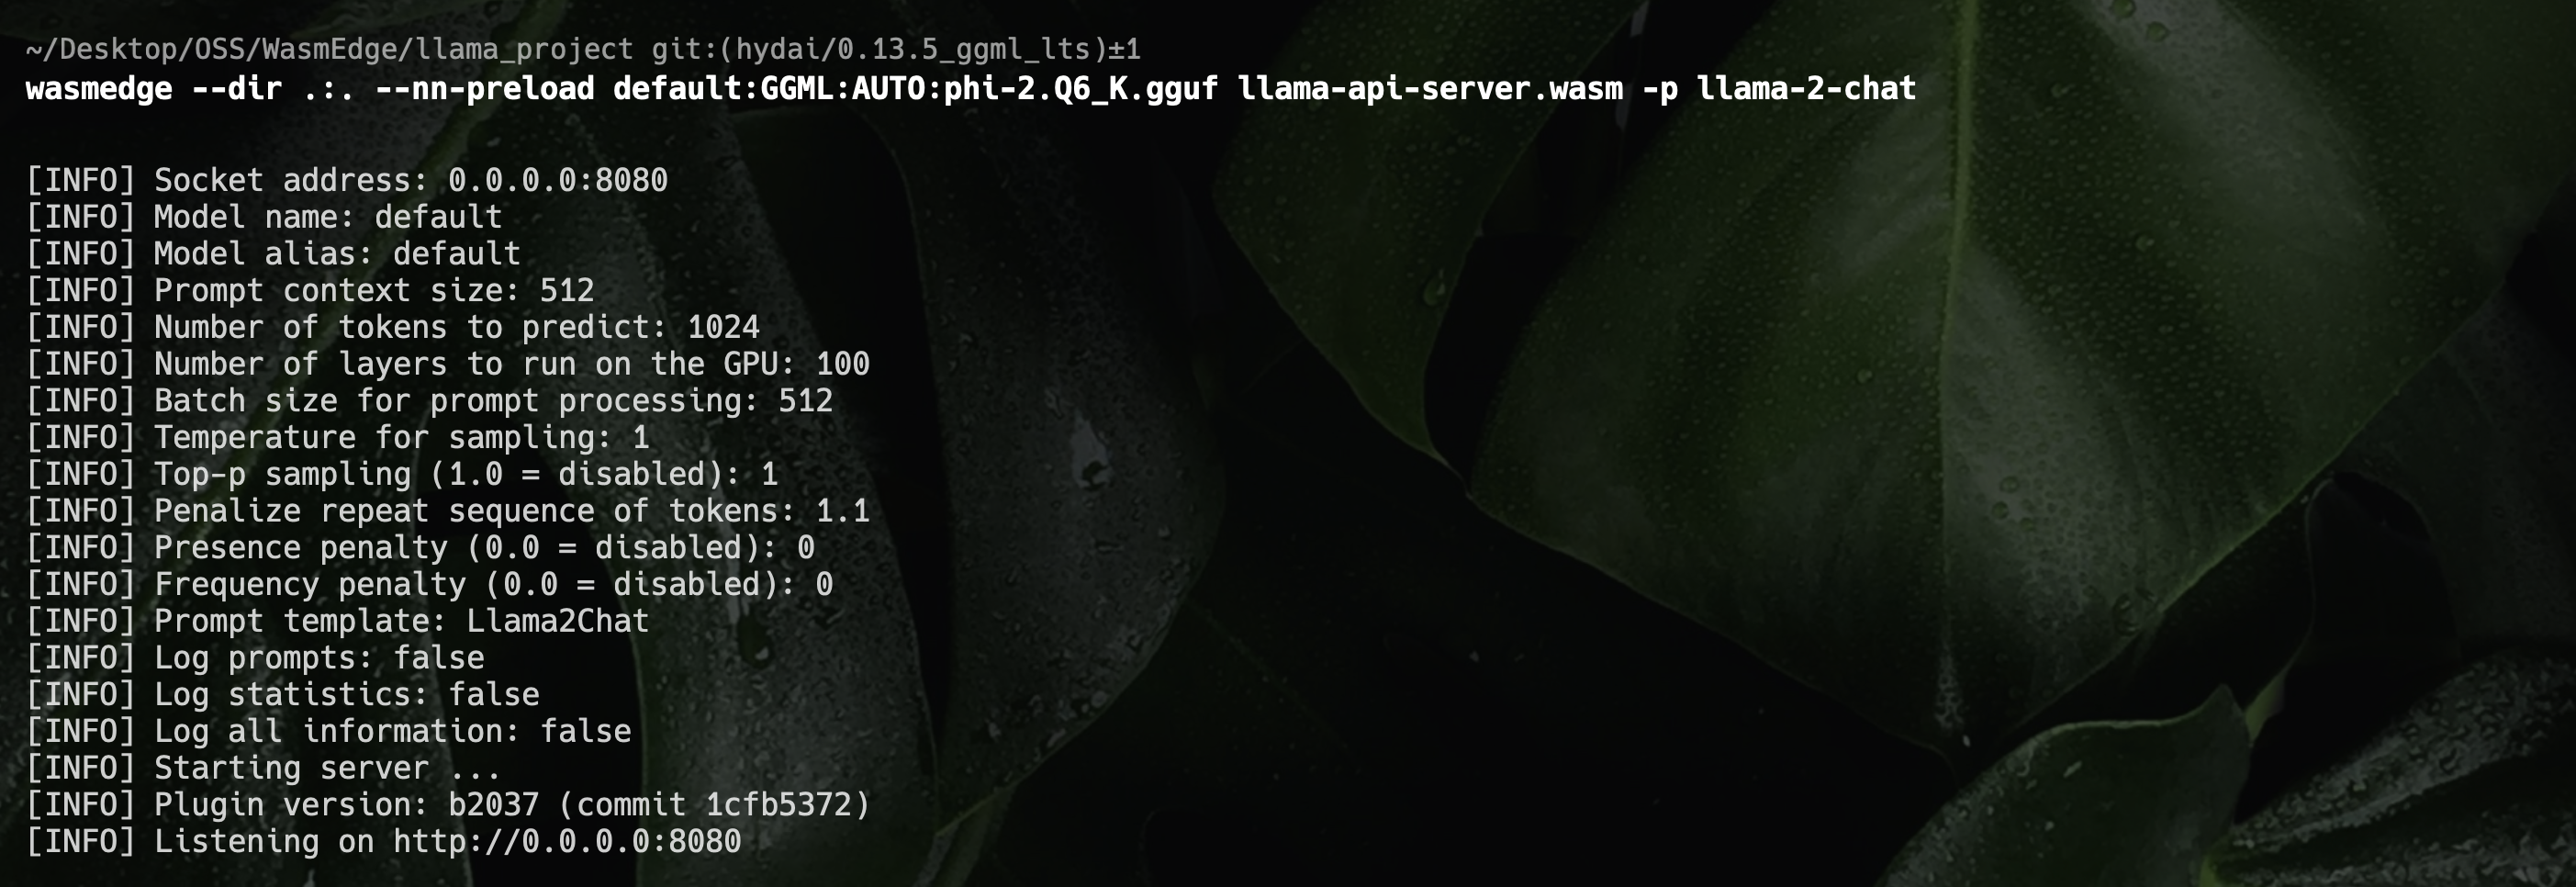 ~/Desktop/OSS/WasmEdge/llama_project git:(hydai/0.13.5_ggml_lts)±1
wasmedge --dir .:. --nn-preload default:GGML:AUTO:phi-2.Q6_K.gguf llama-api-server.wasm -p llama-2-chat
[INFO] Socket address: 0.0.0.0:8080
[INFO] Model name: default
[INFO] Model alias: default
[INFO] Prompt context size: 512
[INFO] Number of tokens to predict: 1024
[INFO] Number of layers to run on the GPU: 100
[INFO] Batch size for prompt processing: 512
[INFO] Temperature for sampling: 1
[INFO] Top-p sampling (1.0 = disabled): 1
[INFO] Penalize repeat sequence of tokens: 1.1
[INFO] Presence penalty (0.0 = disabled): 0
[INFO] Frequency penalty (0.0 = disabled): 0
[INFO] Prompt template: Llama2Chat
[INFO] Log prompts: false
[INFO] Log statistics: false
[INFO] Log all information: false
[INFO] Starting server ...
[INFO] Plugin version: b2037 (commit 1cfb5372)
[INFO] Listening on http://0.0.0.0:8080